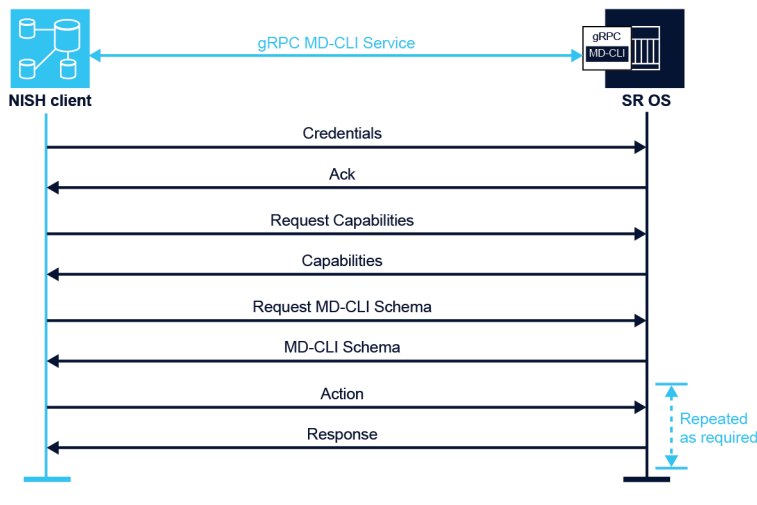 gRPC MD-CLI Service
gRPC
MD-CLI
NISH client
SR OS
Credentials
Ack
Request Capabilities
Capabilities
Request MD-CLI Schema
MD-CLI Schema
Action
Response
Repeated
as required